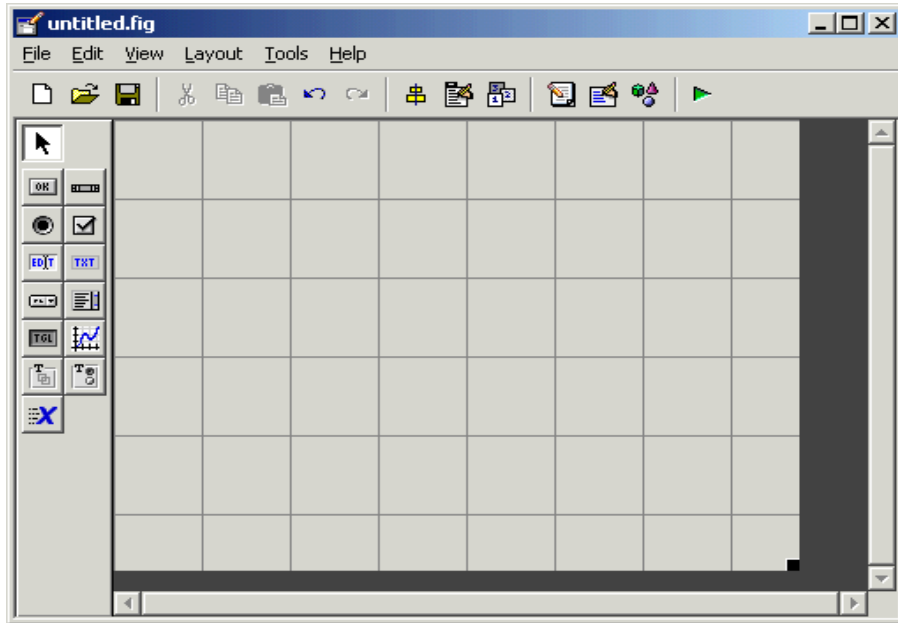 untitled.fig
File Edit View Layout Tools Help
OK
EDIT TXT
TGL
T T
X